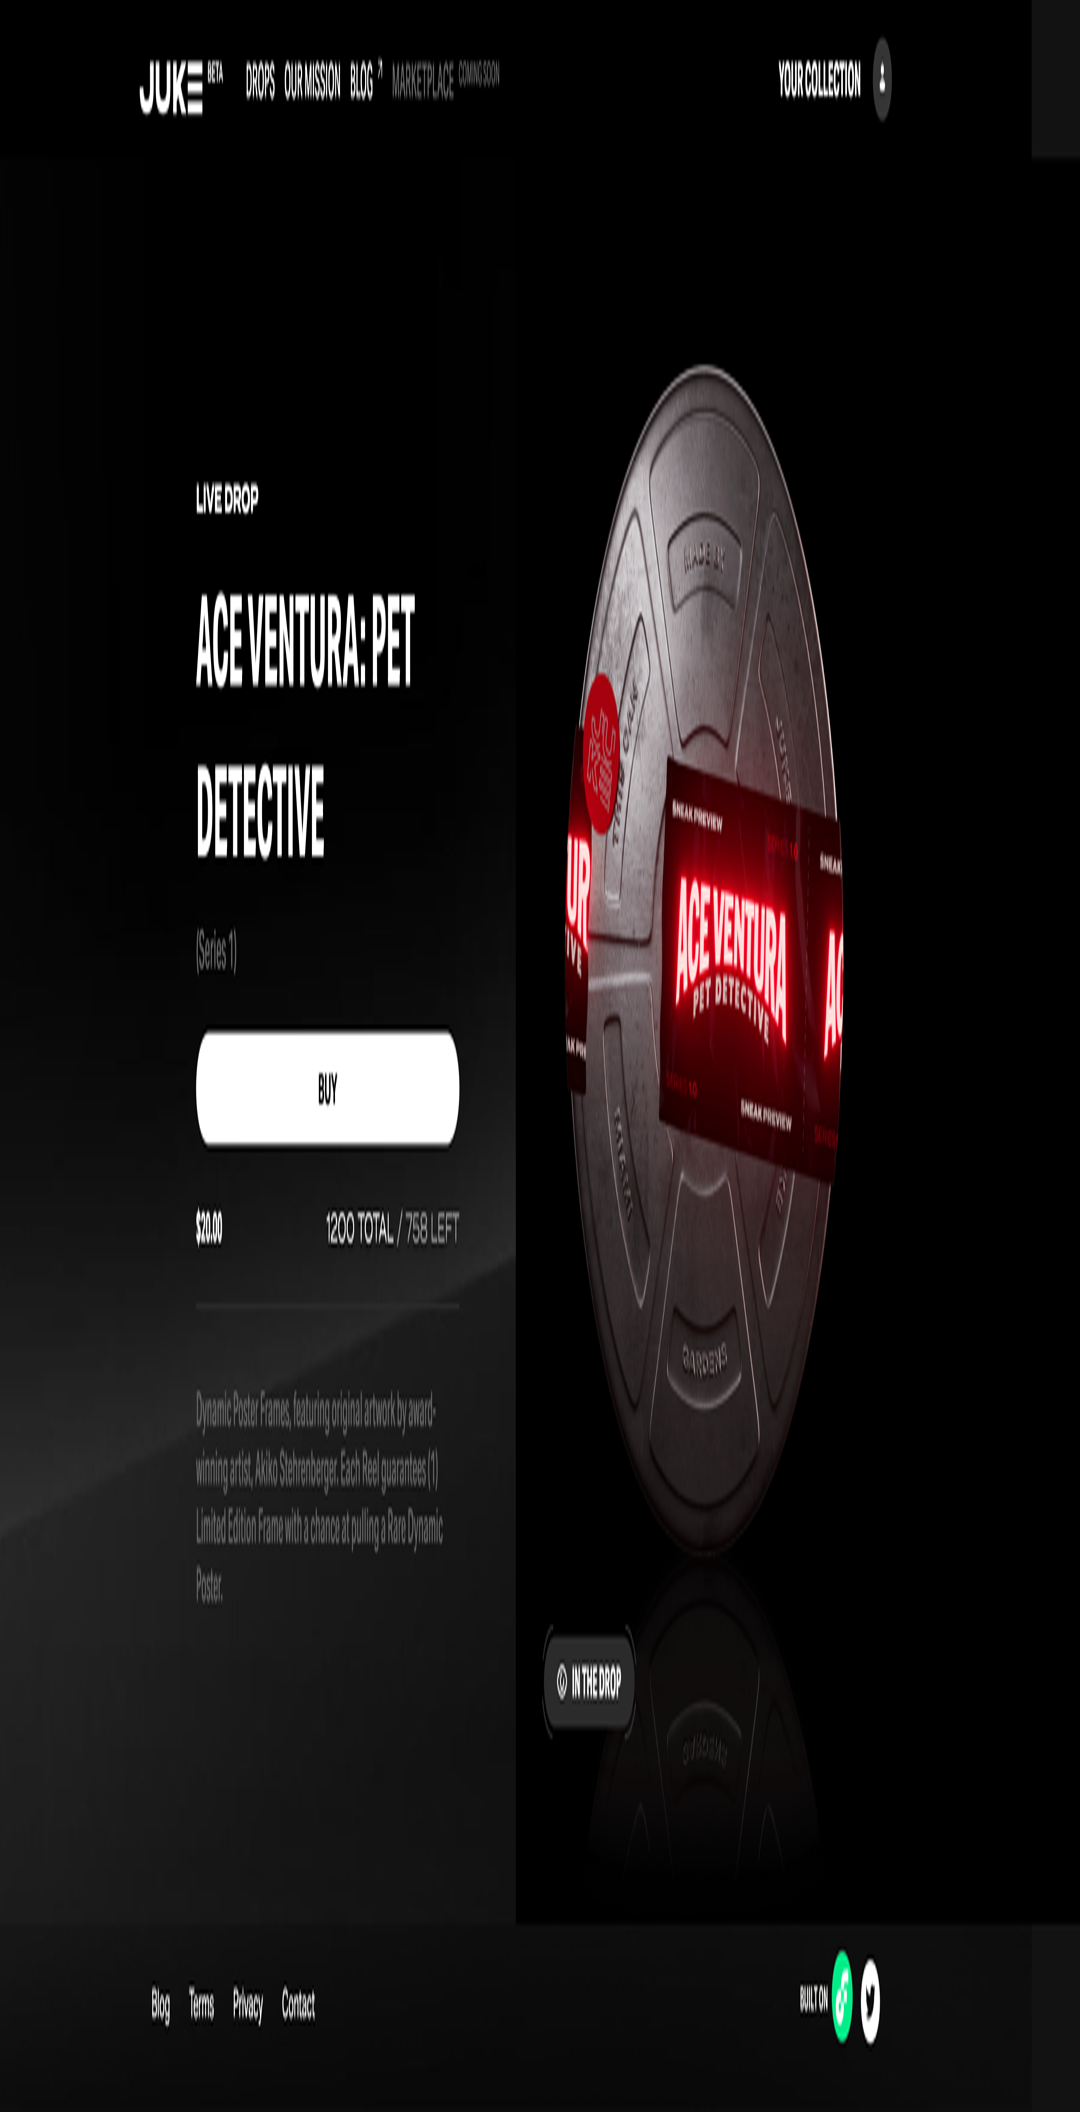 JUKE BETA DROPS OUR MISSION BLOG MARKETPLACE COMING SOON YOUR COLLECTION
LIVE DROP
ACE VENTURA: PET
DETECTIVE
(Series 1)
BUY
$20.00 1200 TOTAL / 758 LEFT
Dynamic Poster Frames, featuring original artwork by award-
winning artist, Akiko Stehrenberger. Each Reel guarantees (1)
Limited Edition Frame with a chance at pulling a Rare Dynamic
Poster.
MADE BY
JUKE
SNEAK PREVIEW
ACE VENTURA
PET DETECTIVE
SNEAK PREVIEW
MIAMI
GARDENS
IN THE DROP
Blog Terms Privacy Contact BUILT ON